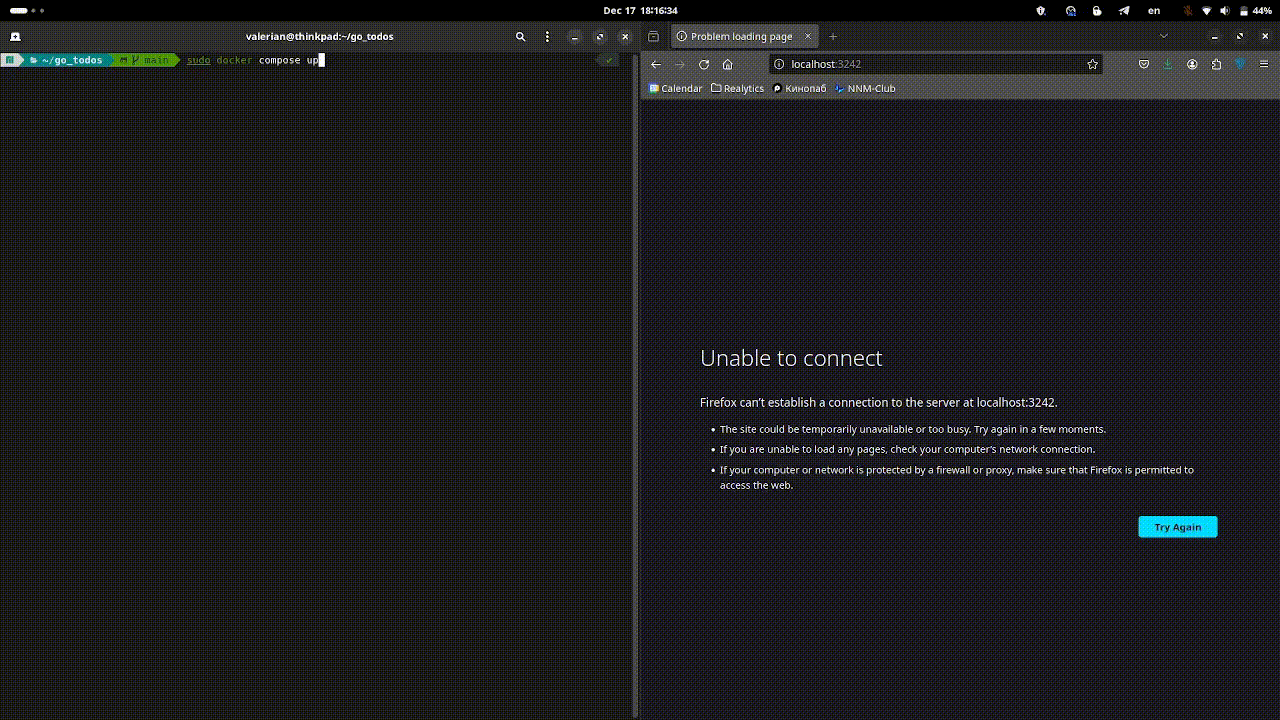 Dec 17 18:16:34
en
44%
valerian@thinkpad:~/go_todos
~/go_todos main sudo docker compose up
Problem loading page
localhost:3242
Calendar
Realytics
Кинопаб
NNM-Club
Unable to connect
Firefox can’t establish a connection to the server at localhost:3242.
• The site could be temporarily unavailable or too busy. Try again in a few moments.
• If you are unable to load any pages, check your computer’s network connection.
• If your computer or network is protected by a firewall or proxy, make sure that Firefox is permitted to
access the web.
Try Again